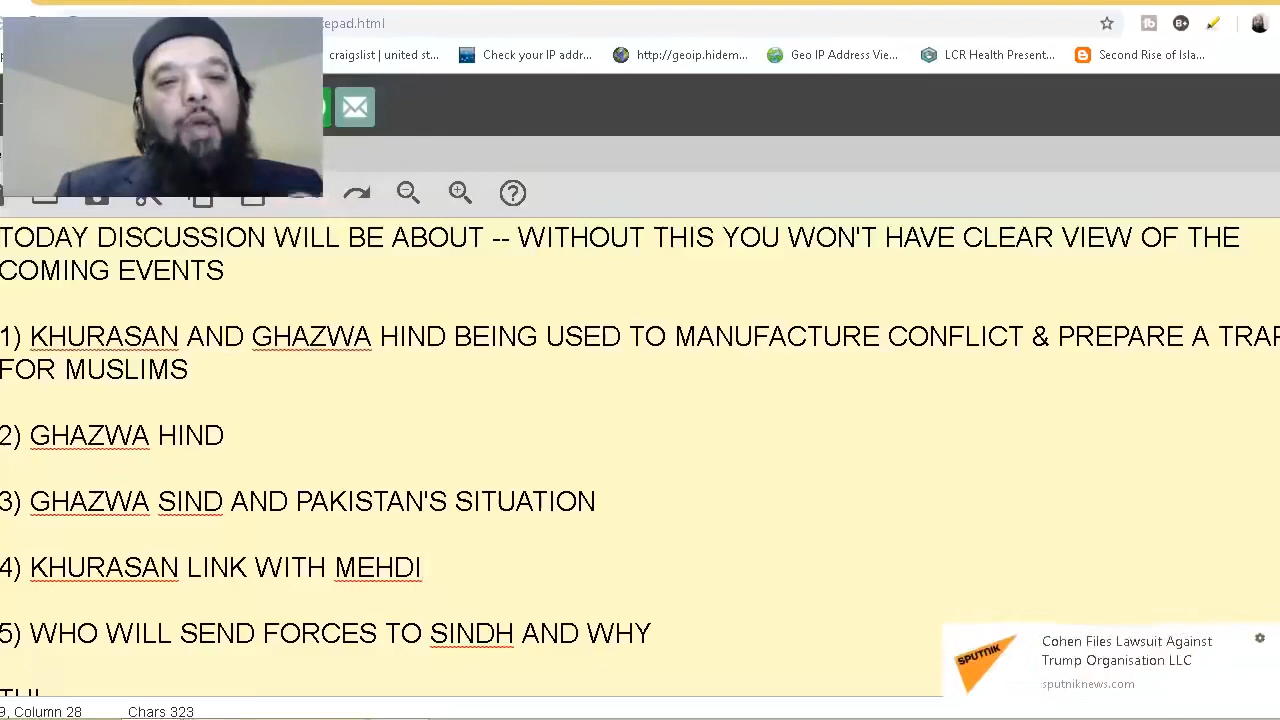 epad.html
craigslist | united st...
Check your IP addr...
http://geoip.hidem...
Geo IP Address Vie...
LCR Health Present...
Second Rise of Isla...
TODAY DISCUSSION WILL BE ABOUT -- WITHOUT THIS YOU WON'T HAVE CLEAR VIEW OF THE
COMING EVENTS
1) KHURASAN AND GHAZWA HIND BEING USED TO MANUFACTURE CONFLICT & PREPARE A TRAP
FOR MUSLIMS
2) GHAZWA HIND
3) GHAZWA SIND AND PAKISTAN'S SITUATION
4) KHURASAN LINK WITH MEHDI
5) WHO WILL SEND FORCES TO SINDH AND WHY
SPUTNIK
Cohen Files Lawsuit Against
Trump Organisation LLC
sputniknews.com
9, Column 28 Chars 323